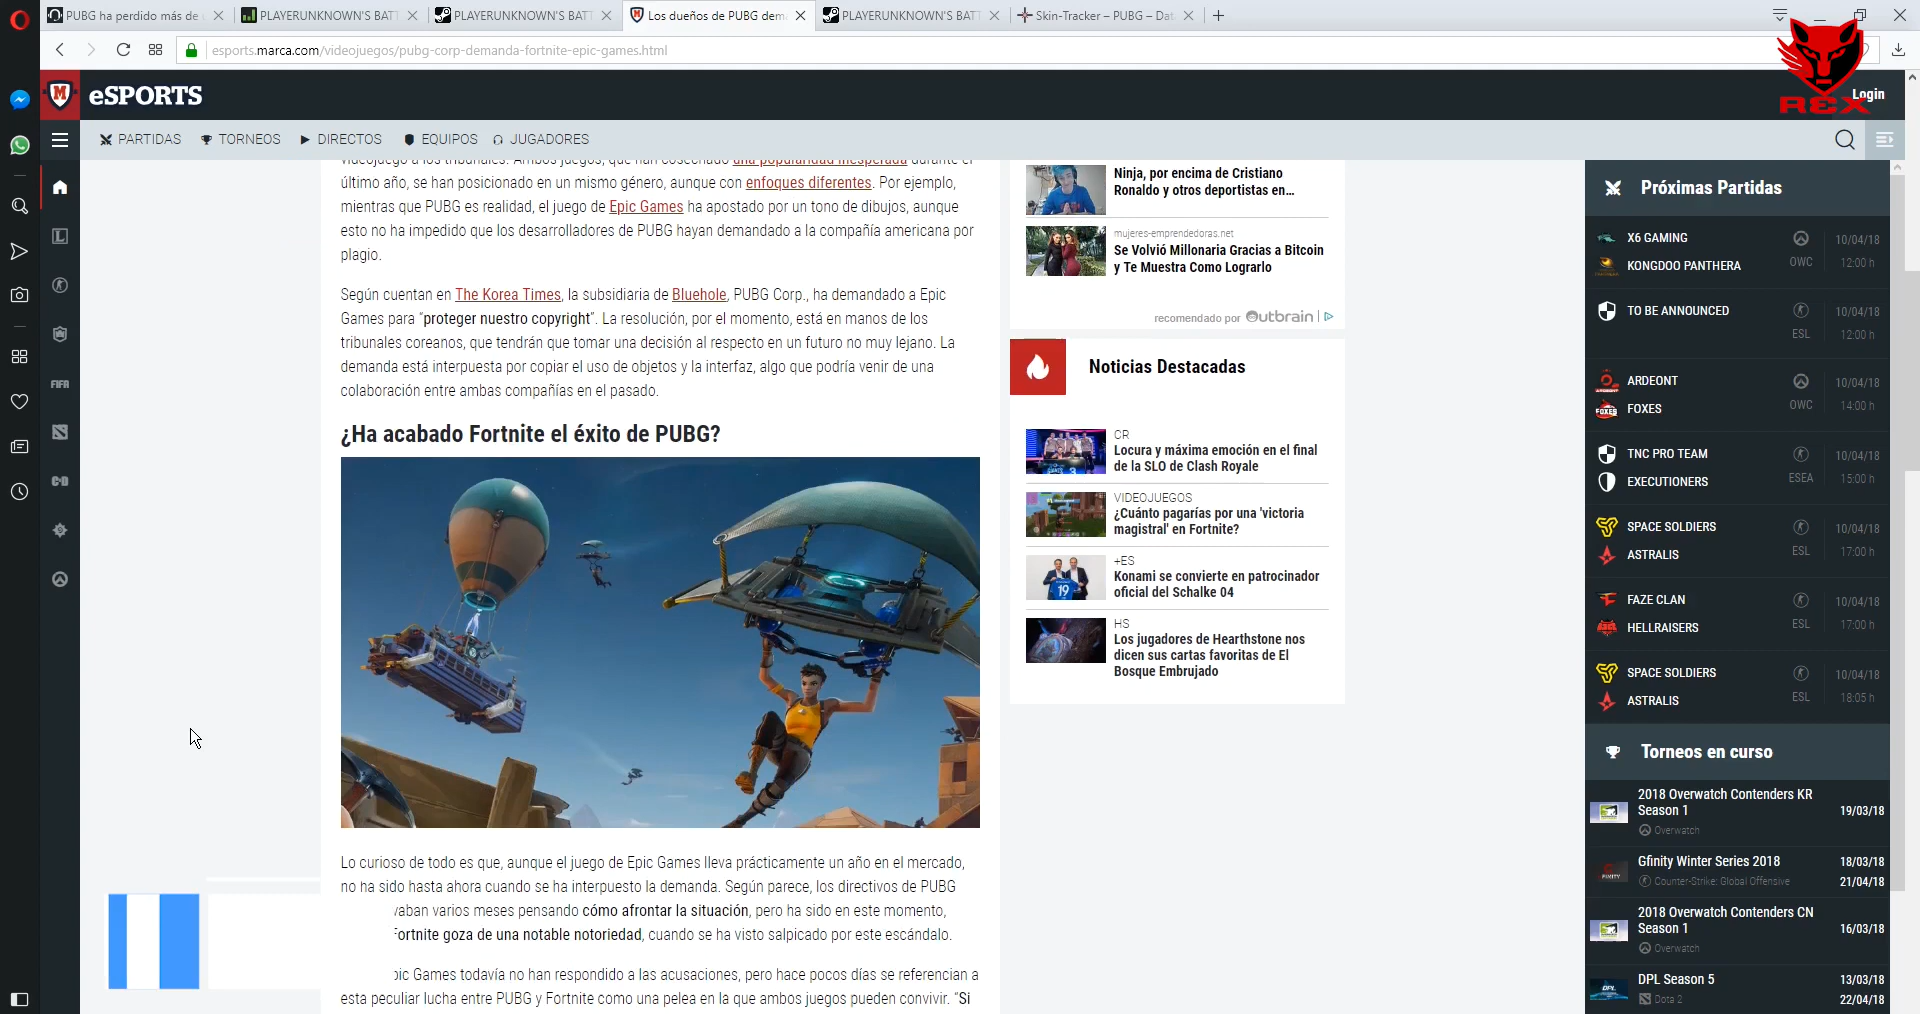 PUBG ha perdido más de
PLAYERUNKNOWN'S BATT
PLAYERUNKNOWN'S BATT
Los dueños de PUBG dem
PLAYERUNKNOWN'S BATT
Skin-Tracker – PUBG – Dat
esports.marca.com/videojuegos/pubg-corp-demanda-fortnite-epic-games.html
REX
M
eSPORTS
Login
PARTIDAS
TORNEOS
DIRECTOS
EQUIPOS
JUGADORES
FIFA
videojuego a los tribunales. Ambos juegos, que han cosechado una popularidad inesperada durante el
último año, se han posicionado en un mismo género, aunque con enfoques diferentes. Por ejemplo,
mientras que PUBG es realidad, el juego de Epic Games ha apostado por un tono de dibujos, aunque
esto no ha impedido que los desarrolladores de PUBG hayan demandado a la compañía americana por
plagio.
Según cuentan en The Korea Times, la subsidiaria de Bluehole, PUBG Corp., ha demandado a Epic
Games para "proteger nuestro copyright". La resolución, por el momento, está en manos de los
tribunales coreanos, que tendrán que tomar una decisión al respecto en un futuro no muy lejano. La
demanda está interpuesta por copiar el uso de objetos y la interfaz, algo que podría venir de una
colaboración entre ambas compañías en el pasado.
¿Ha acabado Fortnite el éxito de PUBG?
Lo curioso de todo es que, aunque el juego de Epic Games lleva prácticamente un año en el mercado,
no ha sido hasta ahora cuando se ha interpuesto la demanda. Según parece, los directivos de PUBG
vaban varios meses pensando cómo afrontar la situación, pero ha sido en este momento,
Fortnite goza de una notable notoriedad, cuando se ha visto salpicado por este escándalo.
pic Games todavía no han respondido a las acusaciones, pero hace pocos días se referencian a
esta peculiar lucha entre PUBG y Fortnite como una pelea en la que ambos juegos pueden convivir. "Si
Ninja, por encima de Cristiano
Ronaldo y otros deportistas en...
mujeres-emprendedoras.net
Se Volvió Millonaria Gracias a Bitcoin
y Te Muestra Como Lograrlo
recomendado por Outbrain
Noticias Destacadas
CR
Locura y máxima emoción en el final
de la SLO de Clash Royale
VIDEOJUEGOS
¿Cuánto pagarías por una 'victoria
magistral' en Fortnite?
+ES
Konami se convierte en patrocinador
oficial del Schalke 04
19
HS
Los jugadores de Hearthstone nos
dicen sus cartas favoritas de El
Bosque Embrujado
Próximas Partidas
X6 GAMING
KONGDOO PANTHERA
OWC
10/04/18
12:00 h
TO BE ANNOUNCED
ESL
10/04/18
12:00 h
ARDEONT
FOXES
OWC
10/04/18
14:00 h
TNC PRO TEAM
EXECUTIONERS
ESEA
10/04/18
15:00 h
SPACE SOLDIERS
ASTRALIS
ESL
10/04/18
17:00 h
FAZE CLAN
HELLRAISERS
ESL
10/04/18
17:00 h
SPACE SOLDIERS
ASTRALIS
ESL
10/04/18
18:05 h
Torneos en curso
2018 Overwatch Contenders KR
Season 1
Overwatch
19/03/18
Gfinity Winter Series 2018
Counter-Strike: Global Offensive
18/03/18
21/04/18
2018 Overwatch Contenders CN
Season 1
Overwatch
16/03/18
DPL
DPL Season 5
Dota 2
13/03/18
22/04/18